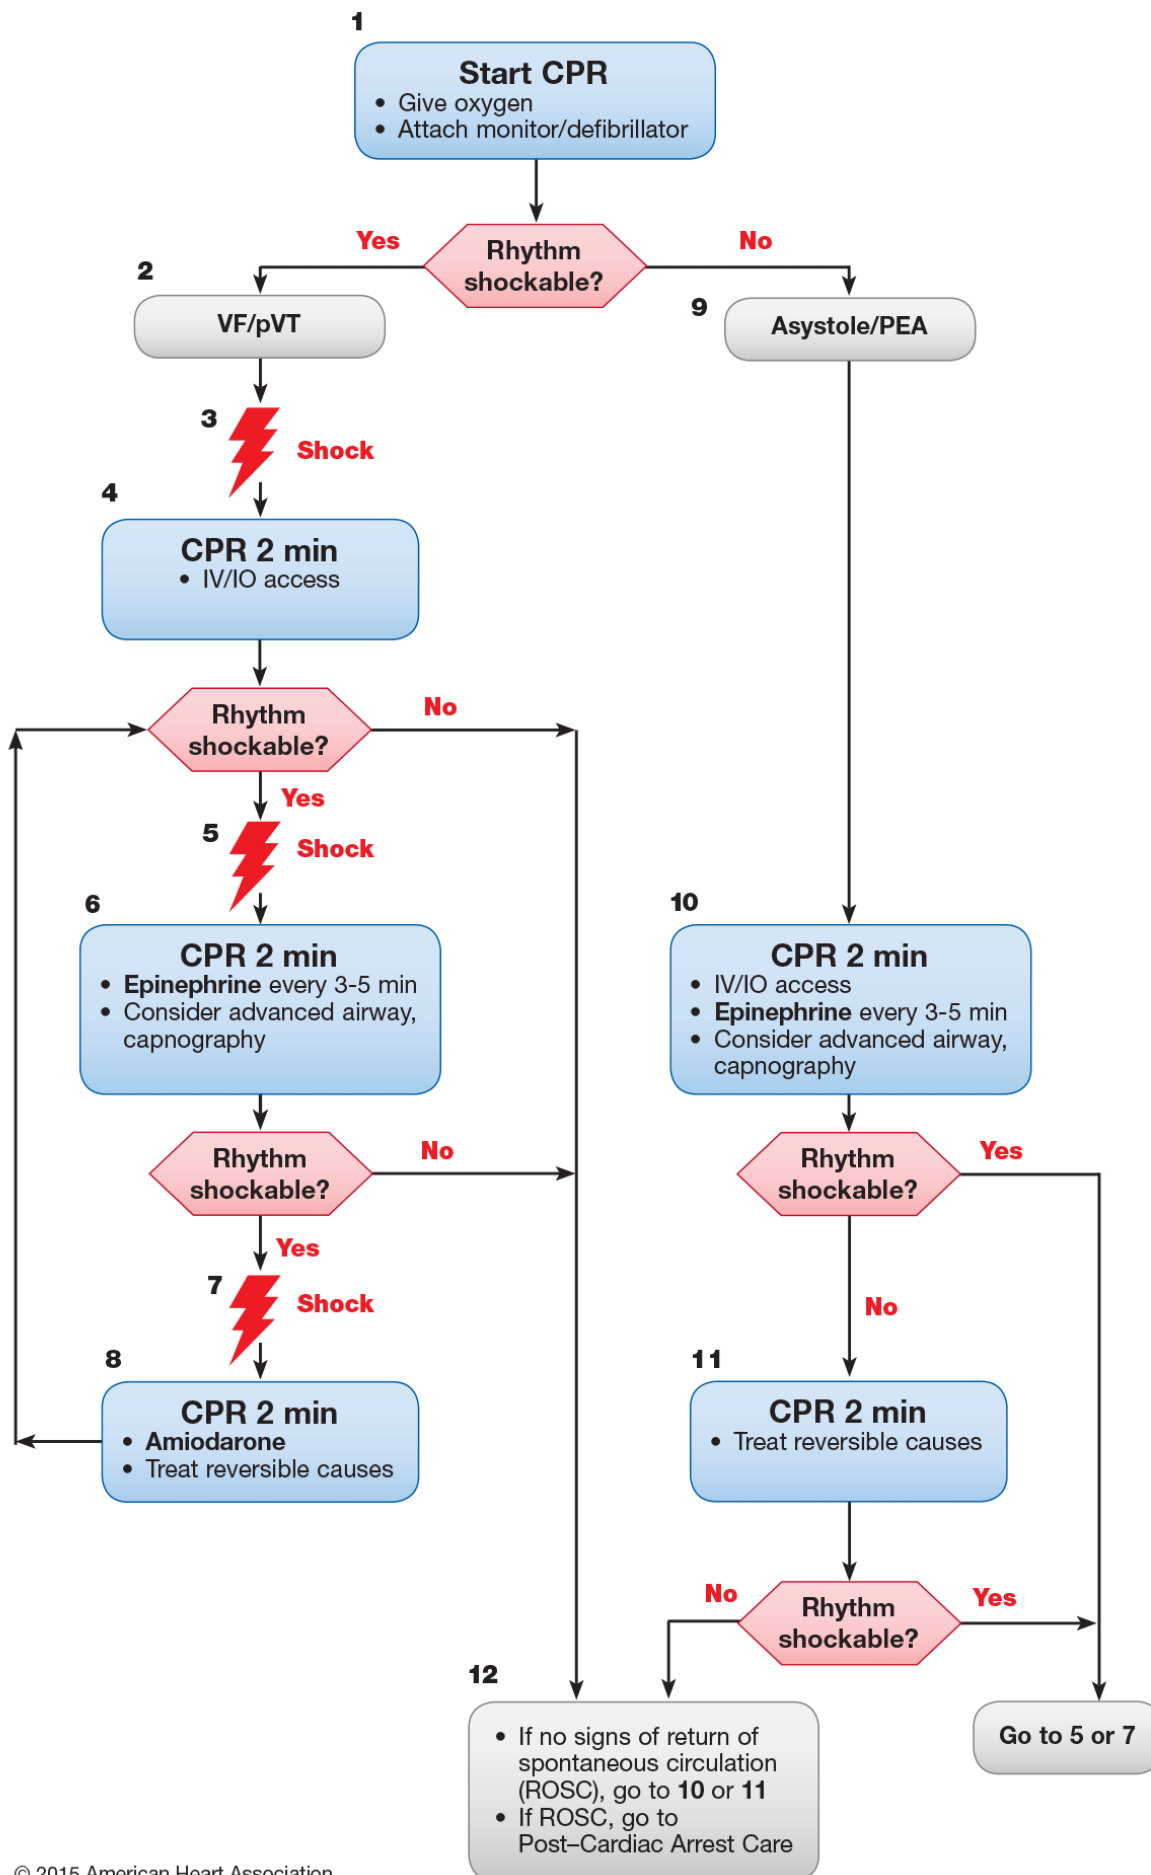 1
Start CPR
• Give oxygen
• Attach monitor/defibrillator
Rhythm
shockable?
Yes
No
2
VF/pVT
9
Asystole/PEA
3
Shock
4
CPR 2 min
• IV/IO access
Rhythm
shockable?
No
Yes
5
Shock
6
CPR 2 min
• Epinephrine every 3-5 min
• Consider advanced airway,
capnography
Rhythm
shockable?
No
Yes
7
Shock
8
CPR 2 min
• Amiodarone
• Treat reversible causes
10
CPR 2 min
• IV/IO access
• Epinephrine every 3-5 min
• Consider advanced airway,
capnography
Rhythm
shockable?
Yes
No
11
CPR 2 min
• Treat reversible causes
Rhythm
shockable?
No
Yes
12
• If no signs of return of
spontaneous circulation
(ROSC), go to 10 or 11
• If ROSC, go to
Post–Cardiac Arrest Care
Go to 5 or 7
© 2015 American Heart Association